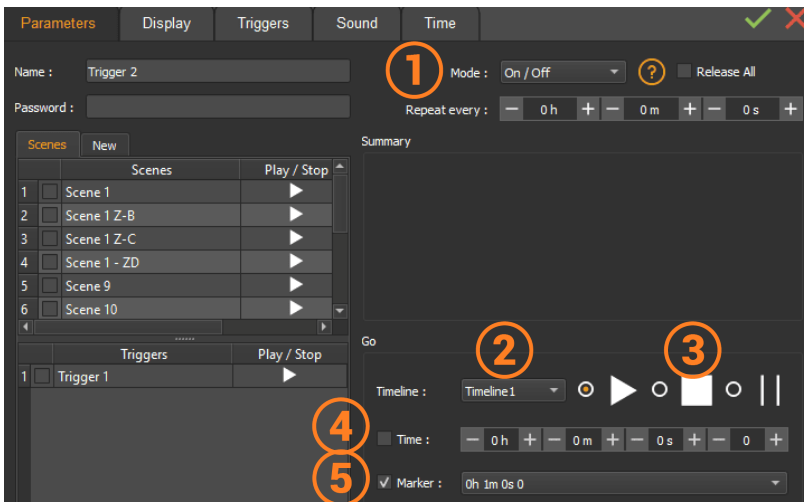 Parameters Display Triggers Sound Time
1
Name : Trigger 2
Mode : On / Off ? Release All
Password :
Repeat every : − 0 h + − 0 m + − 0 s +
Scenes New
Summary
Scenes Play / Stop
1 Scene 1
2 Scene 1 Z-B
3 Scene 1 Z-C
4 Scene 1 - ZD
5 Scene 9
6 Scene 10
Triggers Play / Stop
1 Trigger 1
Go
2 3
Timeline : Timeline1
4 Time : − 0 h + − 0 m + − 0 s + − 0 +
5 Marker : 0h 1m 0s 0